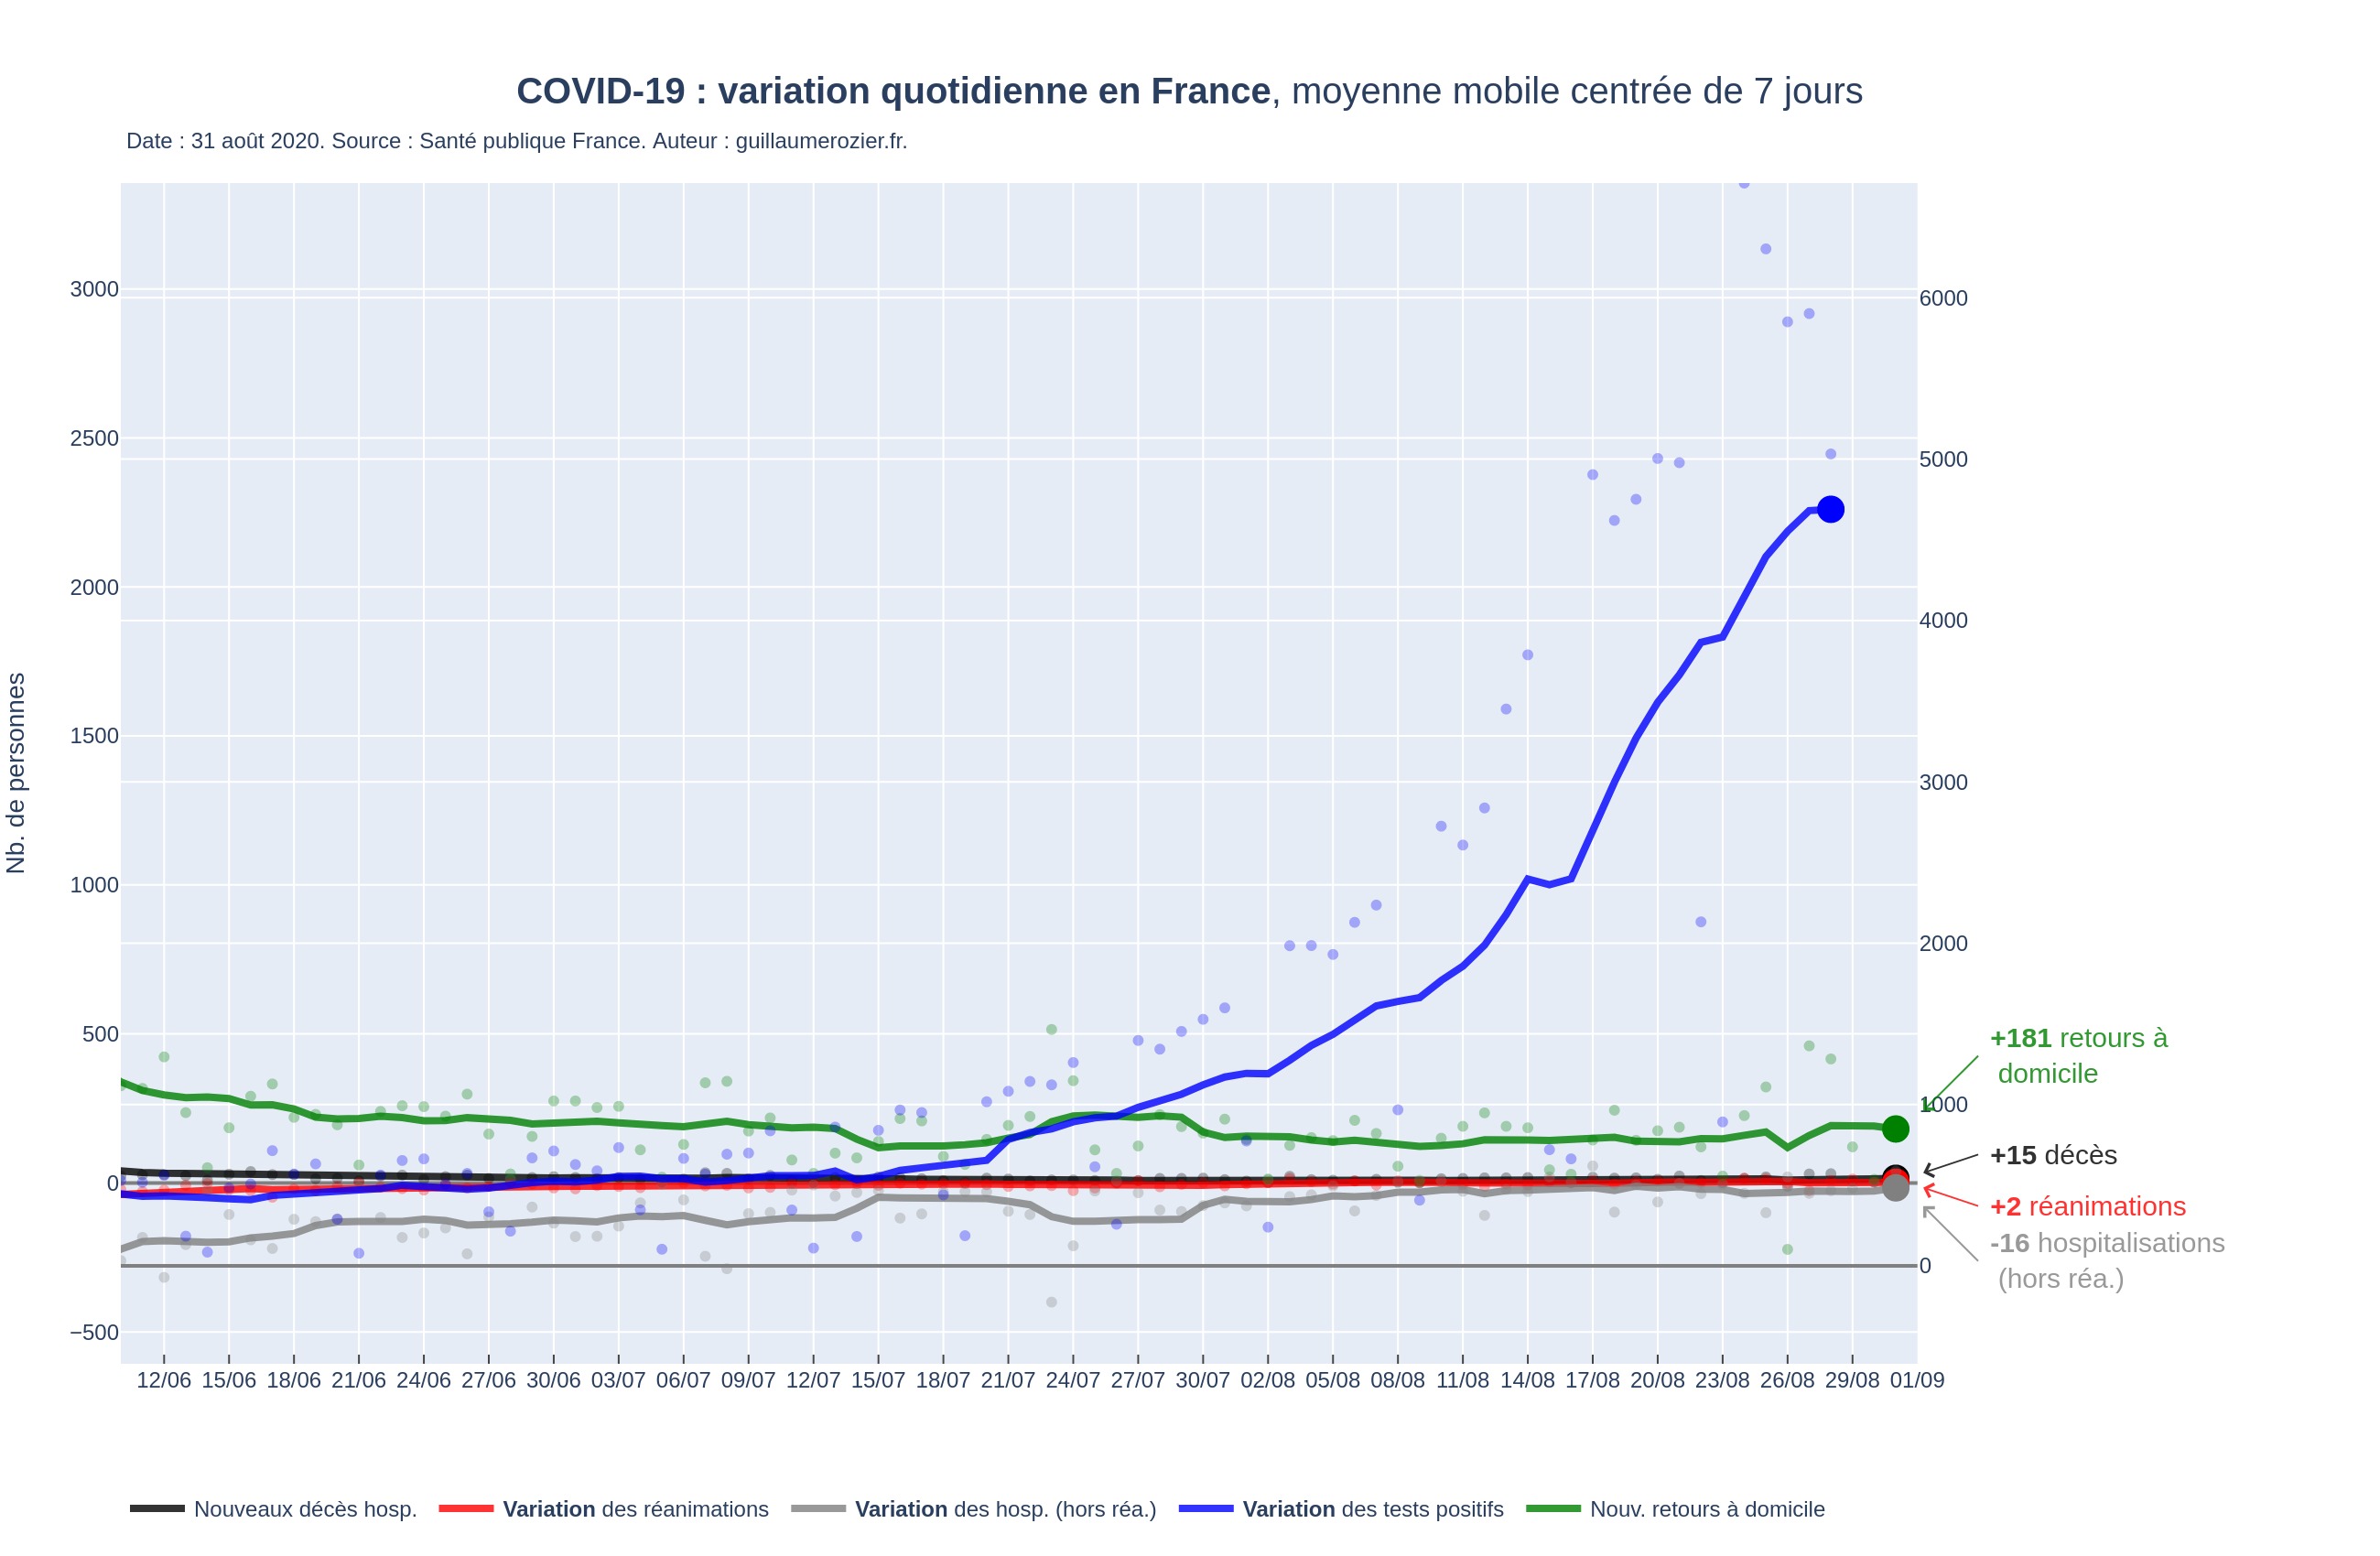 COVID-19 : variation quotidienne en France, moyenne mobile centrée de 7 jours
Date : 31 août 2020. Source : Santé publique France. Auteur : guillaumerozier.fr.
Nb. de personnes
3000
2500
2000
1500
1000
500
0
−500
6000
5000
4000
3000
2000
1000
0
+181 retours à
domicile
+15 décès
+2 réanimations
-16 hospitalisations
(hors réa.)
12/06 15/06 18/06 21/06 24/06 27/06 30/06 03/07 06/07 09/07 12/07 15/07 18/07 21/07 24/07 27/07 30/07 02/08 05/08 08/08 11/08 14/08 17/08 20/08 23/08 26/08 29/08 01/09
Nouveaux décès hosp. Variation des réanimations Variation des hosp. (hors réa.) Variation des tests positifs Nouv. retours à domicile